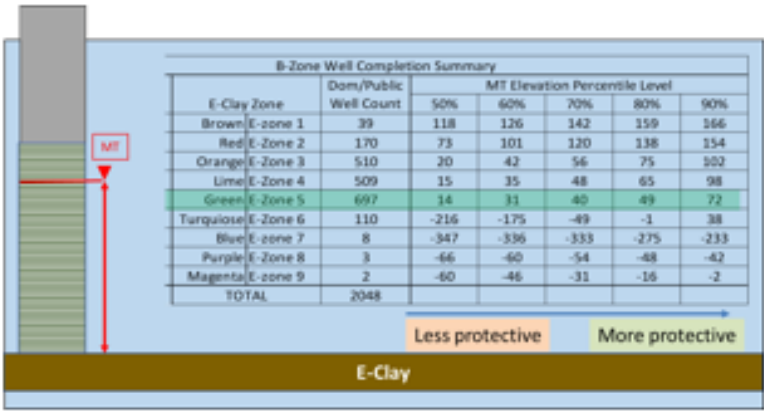 B-Zone Well Completion Summary
Dom/Public MT Elevation Percentile Level
E-Clay Zone Well Count 50% 60% 70% 80% 90%
Brown E-zone 1 39 118 126 142 159 166
Red E-Zone 2 170 73 101 120 138 154
Orange E-Zone 3 510 20 42 56 75 102
Lime E-Zone 4 509 15 35 48 65 98
Green E-Zone 5 697 14 31 40 49 72
Turquiose E-Zone 6 110 -216 -175 -49 -1 38
Blue E-zone 7 8 -347 -336 -333 -275 -233
Purple E-Zone 8 3 -66 -60 -54 -48 -42
Magenta E-zone 9 2 -60 -46 -31 -16 -2
TOTAL 2048
MT
Less protective More protective
E-Clay